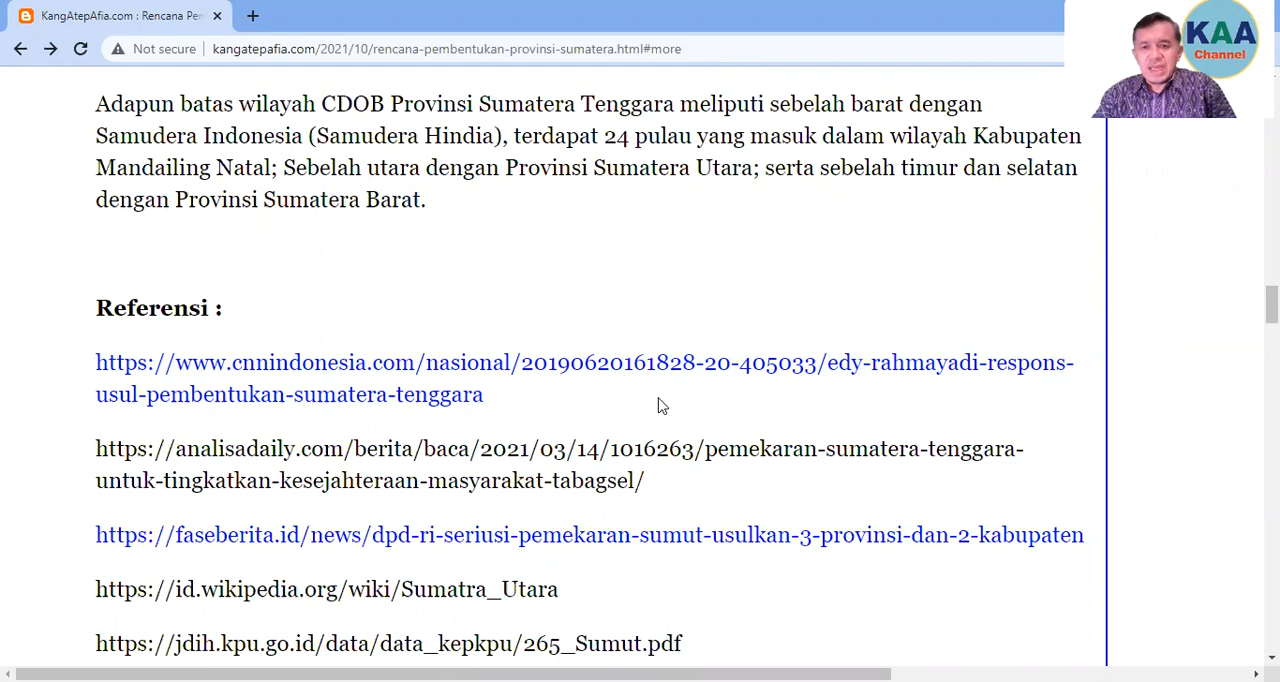 KangAtepAfia.com : Rencana Pem
Not secure
kangatepafia.com/2021/10/rencana-pembentukan-provinsi-sumatera.html#more
KAA
Channel
Adapun batas wilayah CDOB Provinsi Sumatera Tenggara meliputi sebelah barat dengan
Samudera Indonesia (Samudera Hindia), terdapat 24 pulau yang masuk dalam wilayah Kabupaten
Mandailing Natal; Sebelah utara dengan Provinsi Sumatera Utara; serta sebelah timur dan selatan
dengan Provinsi Sumatera Barat.
Referensi :
https://www.cnnindonesia.com/nasional/20190620161828-20-405033/edy-rahmayadi-respons-
usul-pembentukan-sumatera-tenggara
https://analisadaily.com/berita/baca/2021/03/14/1016263/pemekaran-sumatera-tenggara-
untuk-tingkatkan-kesejahteraan-masyarakat-tabagsel/
https://faseberita.id/news/dpd-ri-seriusi-pemekaran-sumut-usulkan-3-provinsi-dan-2-kabupaten
https://id.wikipedia.org/wiki/Sumatra_Utara
https://jdih.kpu.go.id/data/data_kepkpu/265_Sumut.pdf